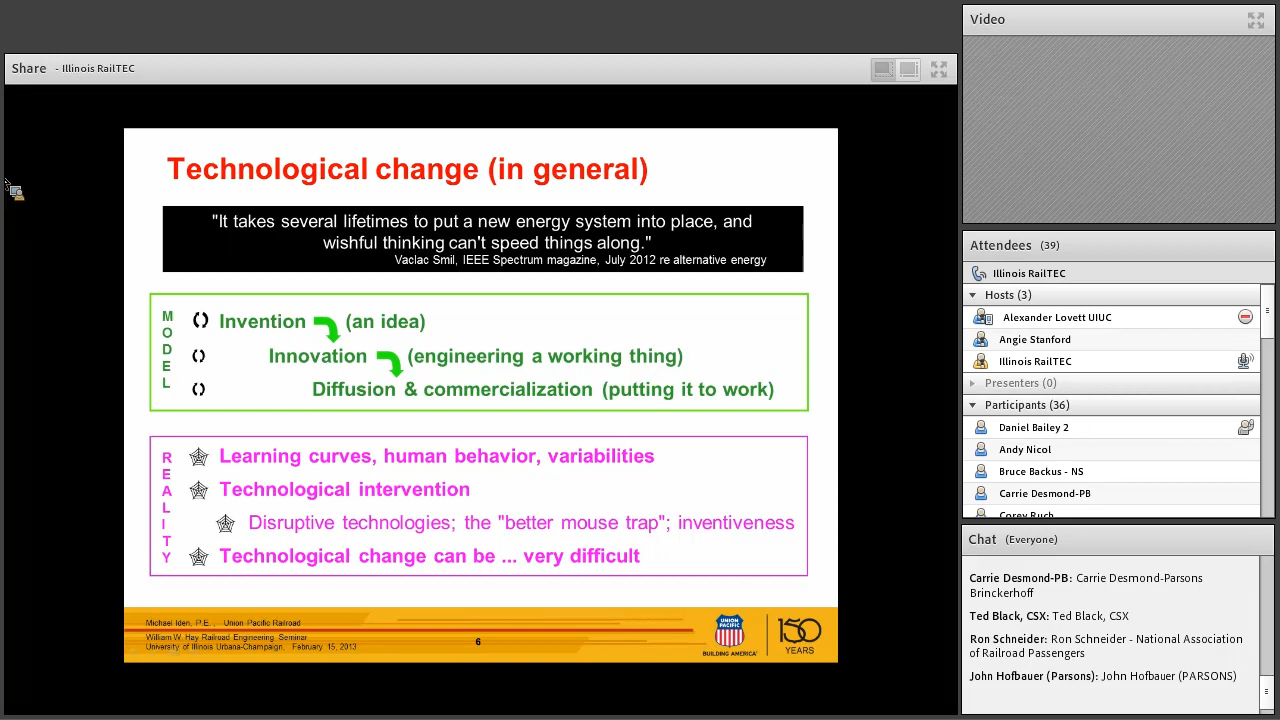 Share - Illinois RailTEC
Technological change (in general)
"It takes several lifetimes to put a new energy system into place, and
wishful thinking can't speed things along."
Vaclac Smil, IEEE Spectrum magazine, July 2012 re alternative energy
MODEL
Invention (an idea)
Innovation (engineering a working thing)
Diffusion & commercialization (putting it to work)
REALITY
Learning curves, human behavior, variabilities
Technological intervention
Disruptive technologies; the "better mouse trap"; inventiveness
Technological change can be ... very difficult
Michael Iden, P.E., Union Pacific Railroad
William W. Hay Railroad Engineering Seminar
University of Illinois Urbana-Champaign, February 15, 2013
6
UNION
PACIFIC
BUILDING AMERICA®
150
YEARS
Video
Attendees (39)
Illinois RailTEC
Hosts (3)
Alexander Lovett UIUC
Angie Stanford
Illinois RailTEC
Presenters (0)
Participants (36)
Daniel Bailey 2
Andy Nicol
Bruce Backus - NS
Carrie Desmond-PB
Corey Ruch
Chat (Everyone)
Carrie Desmond-PB: Carrie Desmond-Parsons
Brinckerhoff
Ted Black, CSX: Ted Black, CSX
Ron Schneider: Ron Schneider - National Association
of Railroad Passengers
John Hofbauer (Parsons): John Hofbauer (PARSONS)